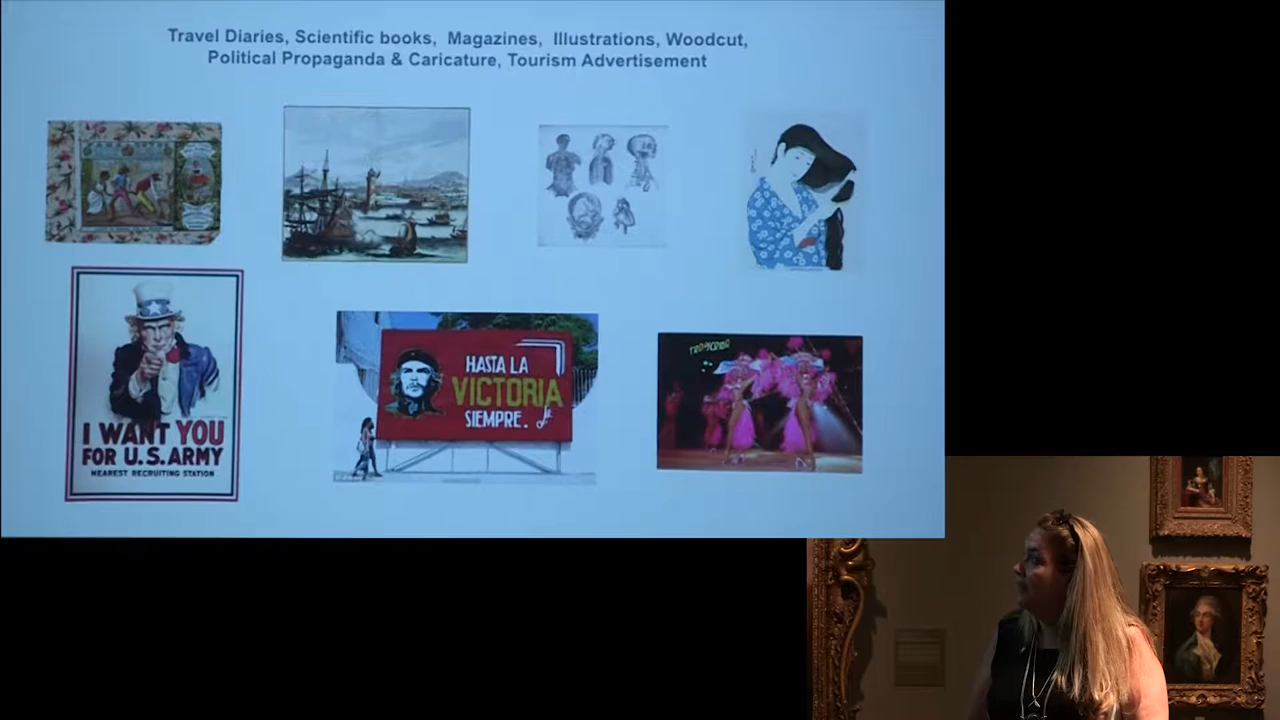 Travel Diaries, Scientific books, Magazines, Illustrations, Woodcut,
Political Propaganda & Caricature, Tourism Advertisement
TROPICANA
I WANT YOU
FOR U.S. ARMY
NEAREST RECRUITING STATION
HASTA LA
VICTORIA
SIEMPRE.